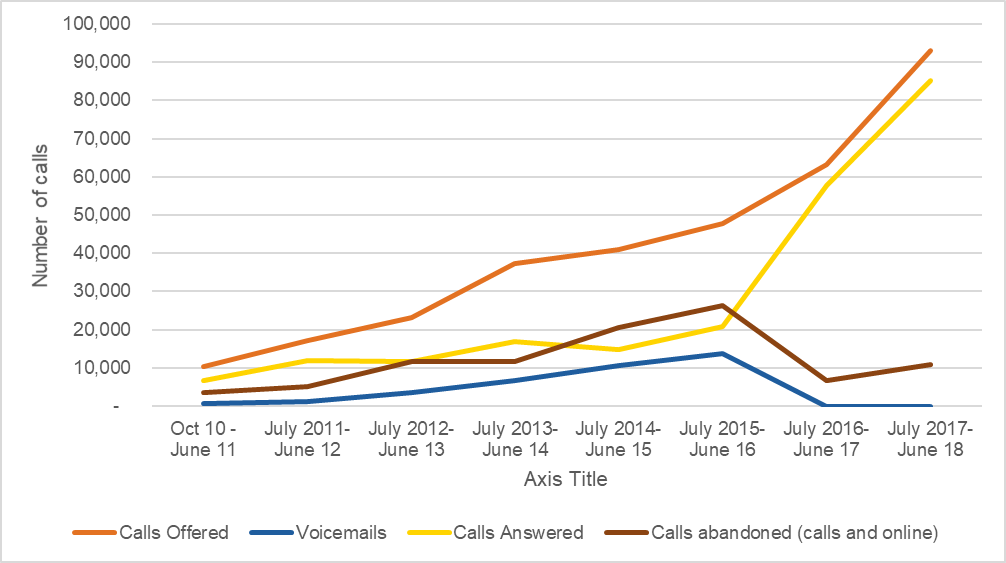 100,000
90,000
80,000
70,000
60,000
50,000
40,000
30,000
20,000
10,000
-
Number of calls
Oct 10 -
June 11
July 2011-
June 12
July 2012-
June 13
July 2013-
June 14
July 2014-
June 15
July 2015-
June 16
July 2016-
June 17
July 2017-
June 18
Axis Title
Calls Offered
Voicemails
Calls Answered
Calls abandoned (calls and online)